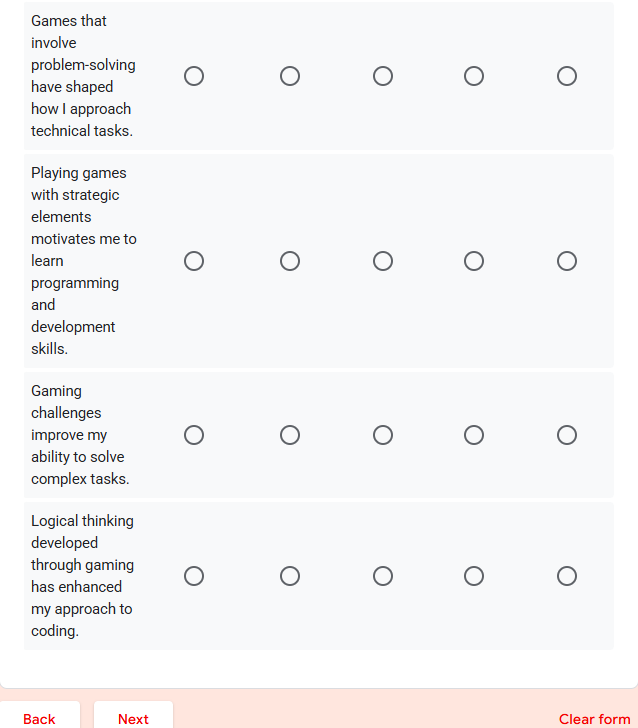 Games that
involve
problem-solving
have shaped
how I approach
technical tasks.
Playing games
with strategic
elements
motivates me to
learn
programming
and
development
skills.
Gaming
challenges
improve my
ability to solve
complex tasks.
Logical thinking
developed
through gaming
has enhanced
my approach to
coding.
Back Next Clear form